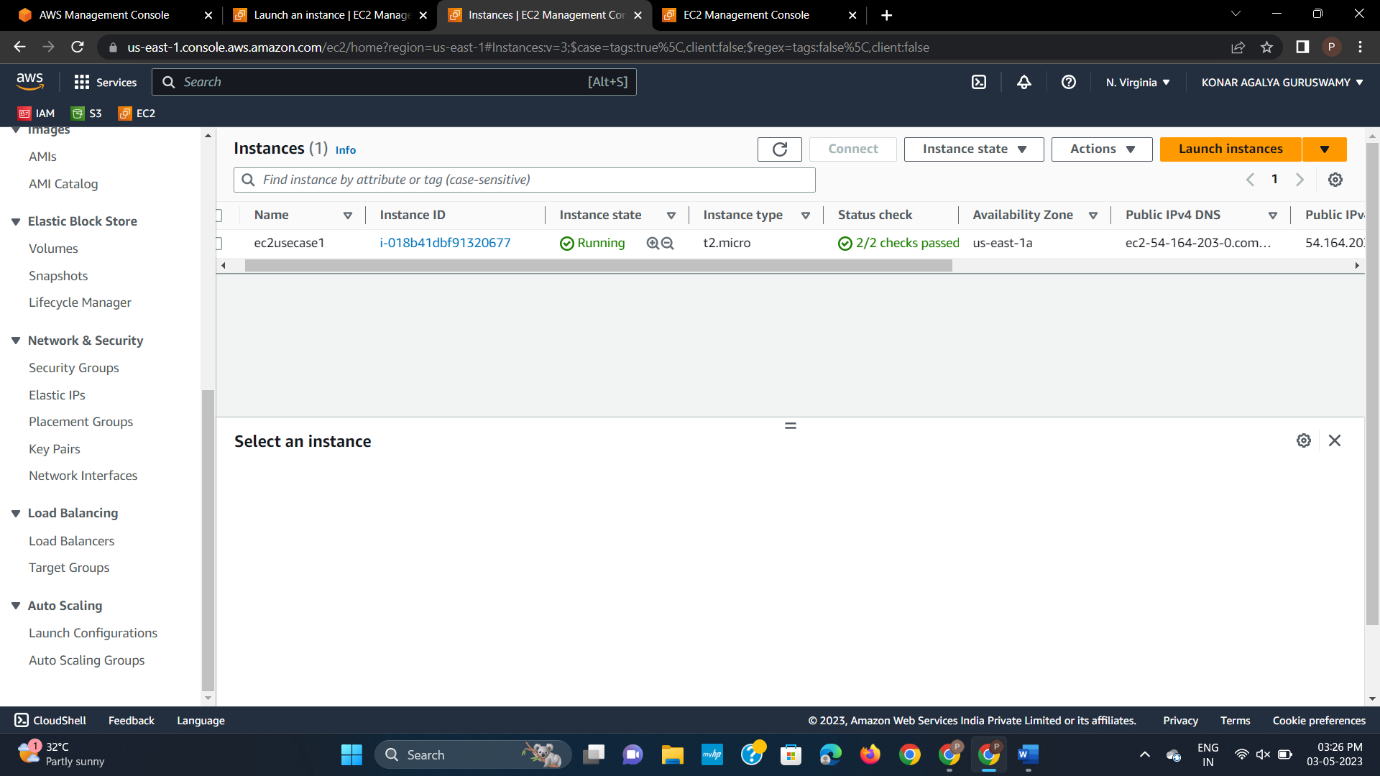 AWS Management Console
Launch an instance | EC2 Manage
Instances | EC2 Management Cor
EC2 Management Console
us-east-1.console.aws.amazon.com/ec2/home?region=us-east-1#Instances:v=3;$case=tags:true%5C,client:false;$regex=tags:false%5C,client:false
P
aws
Services
Search
[Alt+S]
N. Virginia
KONAR AGALYA GURUSWAMY
IAM
S3
EC2
Images
AMIs
AMI Catalog
Elastic Block Store
Volumes
Snapshots
Lifecycle Manager
Network & Security
Security Groups
Elastic IPs
Placement Groups
Key Pairs
Network Interfaces
Load Balancing
Load Balancers
Target Groups
Auto Scaling
Launch Configurations
Auto Scaling Groups
Instances (1) Info
Connect
Instance state
Actions
Launch instances
Find instance by attribute or tag (case-sensitive)
1
Name Instance ID Instance state Instance type Status check Availability Zone Public IPv4 DNS Public IPv
ec2usecase1 i-018b41dbf91320677 Running t2.micro 2/2 checks passed us-east-1a ec2-54-164-203-0.com... 54.164.20
Select an instance
CloudShell
Feedback
Language
© 2023, Amazon Web Services India Private Limited or its affiliates.
Privacy
Terms
Cookie preferences
1
32°C
Partly sunny
Search
myhp
P
P
W
ENG
IN
03:26 PM
03-05-2023